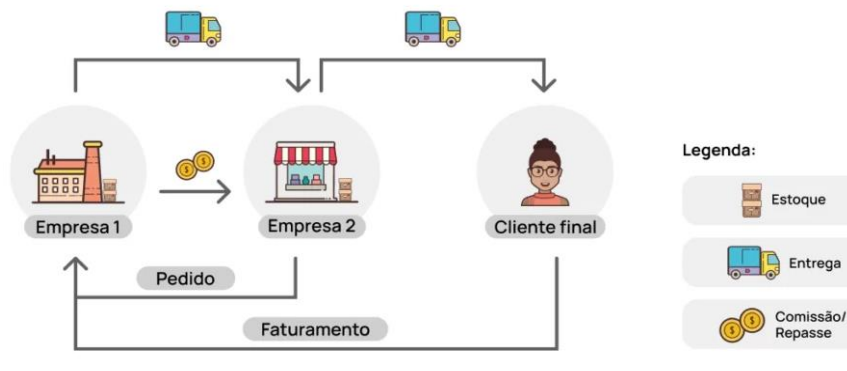 Empresa 1
Empresa 2
Cliente final
Pedido
Faturamento
Legenda:
Estoque
Entrega
Comissão/
Repasse